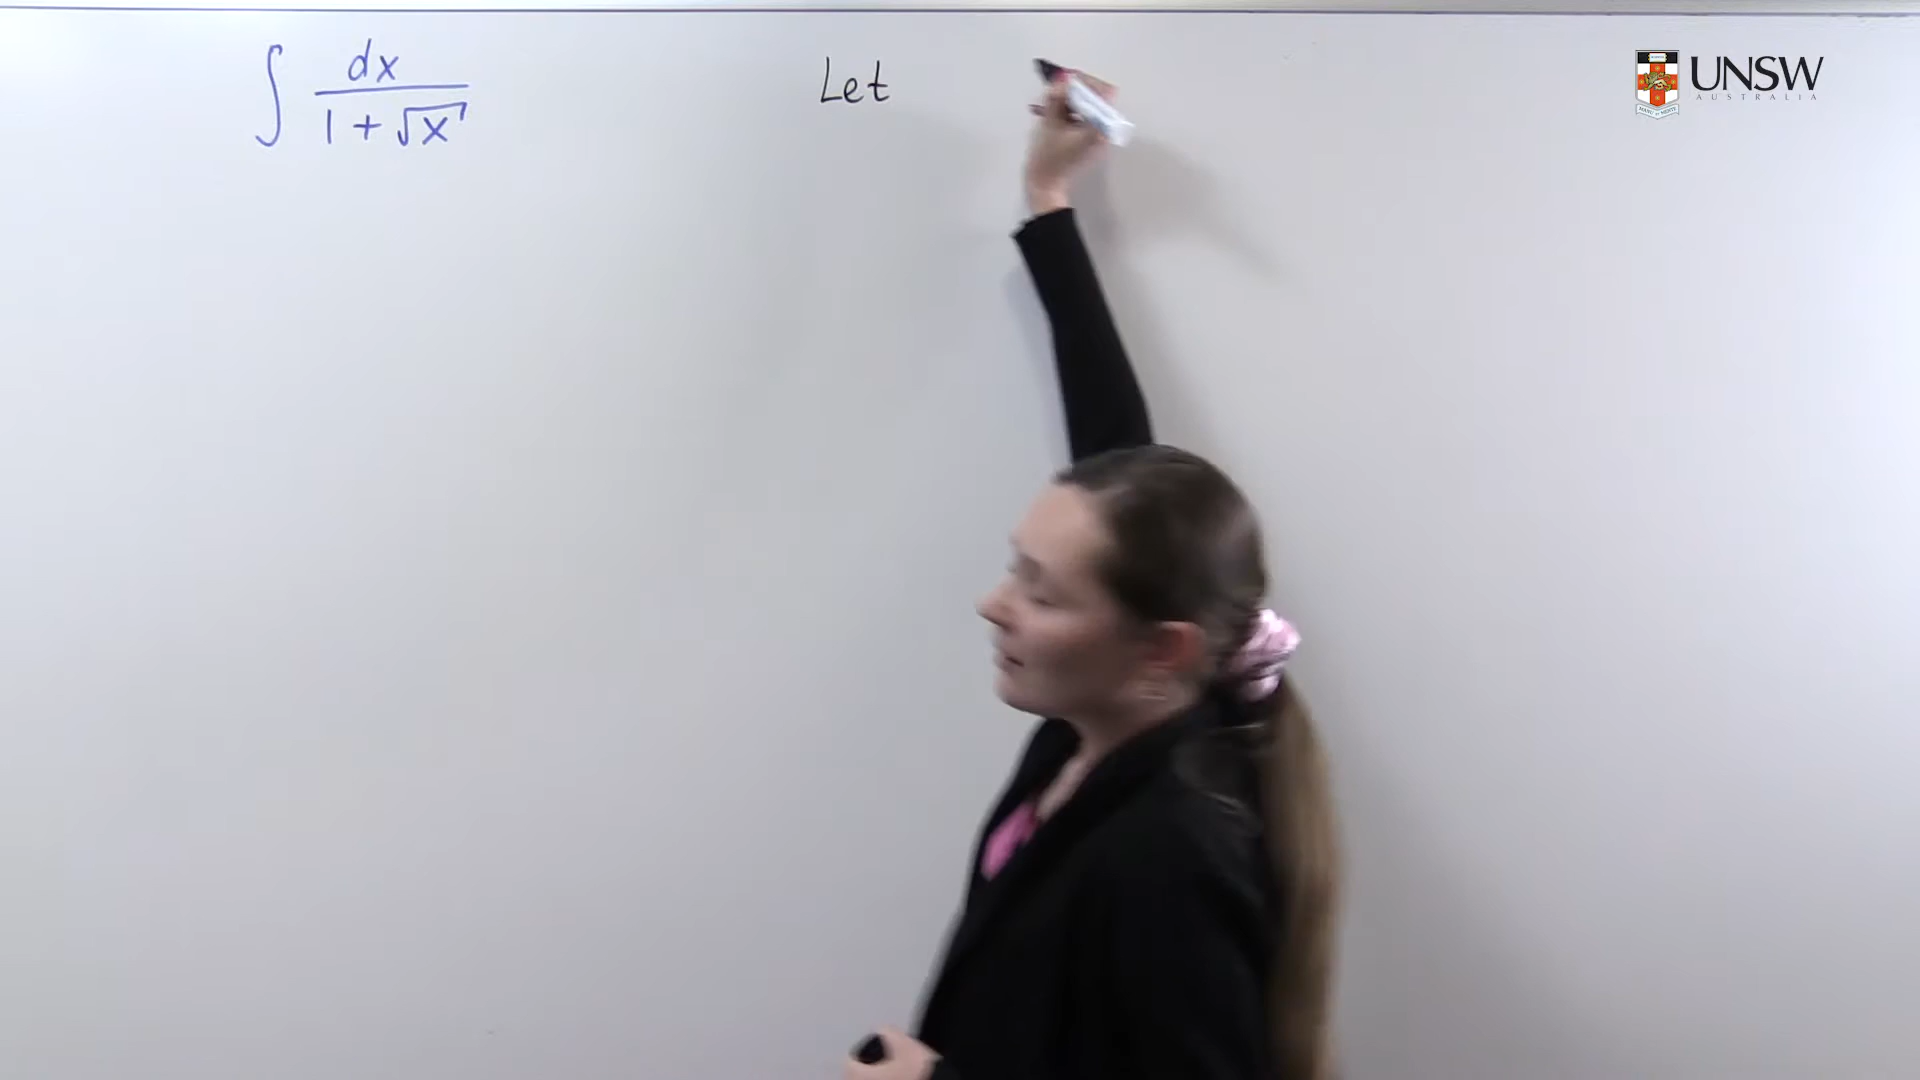 ∫ dx / (1 + √x)
Let
UNSW
AUSTRALIA